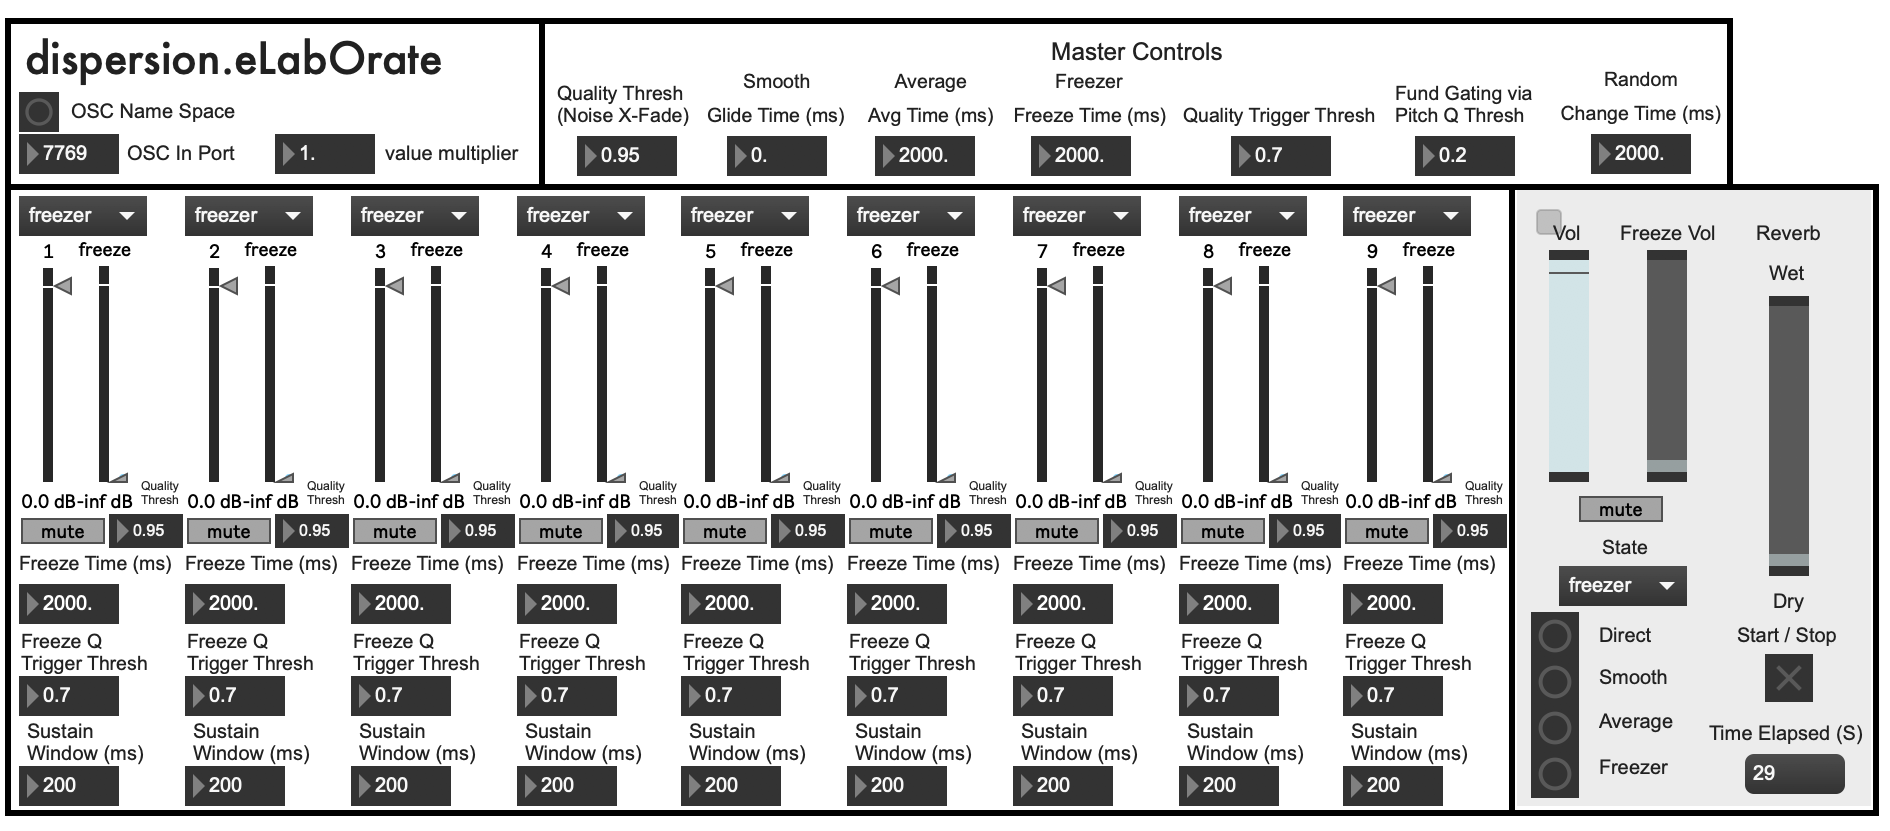 dispersion.eLabOrate
OSC Name Space
7769 OSC In Port 1. value multiplier
Master Controls
Quality Thresh
(Noise X-Fade)
0.95
Smooth
Glide Time (ms)
0.
Average
Avg Time (ms)
2000.
Freezer
Freeze Time (ms)
2000.
Quality Trigger Thresh
0.7
Fund Gating via
Pitch Q Thresh
0.2
Random
Change Time (ms)
2000.
freezer freezer freezer freezer freezer freezer freezer freezer freezer
1 freeze 2 freeze 3 freeze 4 freeze 5 freeze 6 freeze 7 freeze 8 freeze 9 freeze
Quality Quality Quality Quality Quality Quality Quality Quality Quality
0.0 dB -inf dB Thresh 0.0 dB -inf dB Thresh 0.0 dB -inf dB Thresh 0.0 dB -inf dB Thresh 0.0 dB -inf dB Thresh 0.0 dB -inf dB Thresh 0.0 dB -inf dB Thresh 0.0 dB -inf dB Thresh 0.0 dB -inf dB Thresh
mute 0.95 mute 0.95 mute 0.95 mute 0.95 mute 0.95 mute 0.95 mute 0.95 mute 0.95 mute 0.95
Freeze Time (ms) Freeze Time (ms) Freeze Time (ms) Freeze Time (ms) Freeze Time (ms) Freeze Time (ms) Freeze Time (ms) Freeze Time (ms) Freeze Time (ms)
2000. 2000. 2000. 2000. 2000. 2000. 2000. 2000. 2000.
Freeze Q Freeze Q Freeze Q Freeze Q Freeze Q Freeze Q Freeze Q Freeze Q Freeze Q
Trigger Thresh Trigger Thresh Trigger Thresh Trigger Thresh Trigger Thresh Trigger Thresh Trigger Thresh Trigger Thresh Trigger Thresh
0.7 0.7 0.7 0.7 0.7 0.7 0.7 0.7 0.7
Sustain Sustain Sustain Sustain Sustain Sustain Sustain Sustain Sustain
Window (ms) Window (ms) Window (ms) Window (ms) Window (ms) Window (ms) Window (ms) Window (ms) Window (ms)
200 200 200 200 200 200 200 200 200
Vol Freeze Vol Reverb
Wet
mute
State
freezer
Dry
Direct
Smooth
Average
Freezer
Start / Stop
Time Elapsed (S)
29